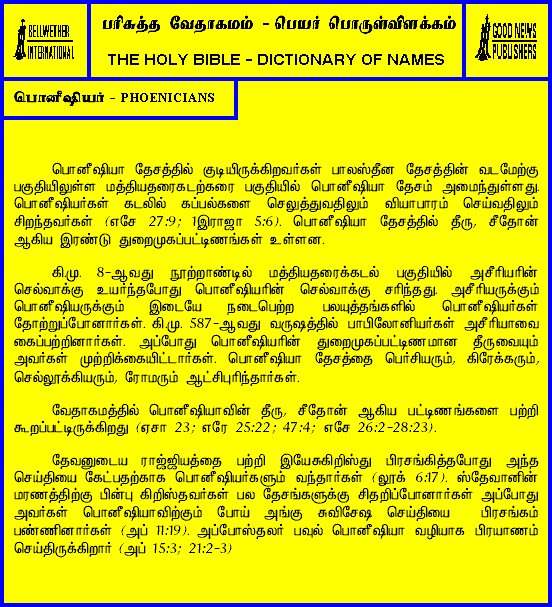 BELLWETHER
INTERNATIONAL
பரிசுத்த வேதாகமம் - பெயர் பொருள்விளக்கம்
THE HOLY BIBLE - DICTIONARY OF NAMES
GOOD NEWS
PUBLISHERS
பொனீஷியர் - PHOENICIANS
பொனீஷியா தேசத்தில் குடியிருக்கிறவர்கள் பாலஸ்தீன தேசத்தின் வடமேற்கு
பகுதியிலுள்ள மத்தியதரைகடற்கரை பகுதியில் பொனீஷியா தேசம் அமைந்துள்ளது.
பொனீஷியர்கள் கடலில் கப்பல்களை செலுத்துவதிலும் வியாபாரம் செய்வதிலும்
சிறந்தவர்கள் (எசே 27:9; 1இராஜா 5:6). பொனீஷியா தேசத்தில் தீரு, சீதோன்
ஆகிய இரண்டு துறைமுகப்பட்டிணங்கள் உள்ளன.
கி.மு. 8-ஆவது நூற்றாண்டில் மத்தியதரைக்கடல் பகுதியில் அசீரியரின்
செல்வாக்கு உயர்ந்தபோது பொனீஷியரின் செல்வாக்கு சரிந்தது. அசீரியருக்கும்
பொனீஷியருக்கும் இடையே நடைபெற்ற பலயுத்தங்களில் பொனீஷியர்கள்
தோற்றுப்போனார்கள். கி.மு. 587-ஆவது வருஷத்தில் பாபிலோனியர்கள் அசீரியாவை
கைப்பற்றினார்கள். அப்போது பொனீஷியரின் துறைமுகப்பட்டிணமான தீருவையும்
அவர்கள் முற்றிக்கையிட்டார்கள். பொனீஷியா தேசத்தை பெர்சியரும், கிரேக்கரும்,
செல்லூக்கியரும், ரோமரும் ஆட்சிபுரிந்தார்கள்.
வேதாகமத்தில் பொனீஷியாவின் தீரு, சீதோன் ஆகிய பட்டிணங்களை பற்றி
கூறப்பட்டிருக்கிறது (ஏசா 23; எரே 25:22; 47:4; எசே 26:2-28:23).
தேவனுடைய ராஜ்ஜியத்தை பற்றி இயேசுகிறிஸ்து பிரசங்கித்தபோது அந்த
செய்தியை கேட்பதற்காக பொனீஷியர்களும் வந்தார்கள் (லூக் 6:17). ஸ்தேவானின்
மரணத்திற்கு பின்பு கிறிஸ்தவர்கள் பல தேசங்களுக்கு சிதறிப்போனார்கள் அப்போது
அவர்கள் பொனீஷியாவிற்கும் போய் அங்கு சுவிசேஷ செய்தியை பிரசங்கம்
பண்ணினார்கள் (அப் 11:19). அப்போஸ்தலர் பவுல் பொனீஷியா வழியாக பிரயாணம்
செய்திருக்கிறார் (அப் 15:3; 21:2-3)